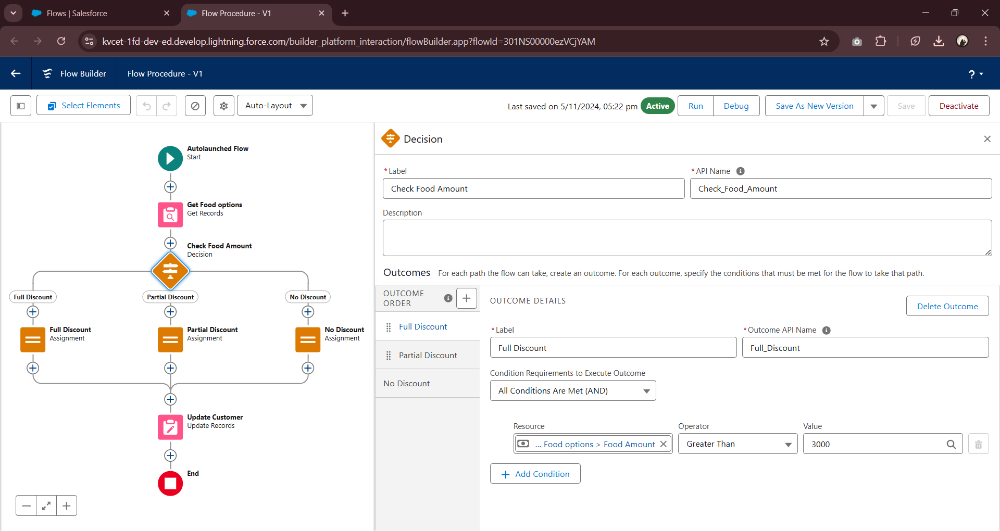 Flows | Salesforce
Flow Procedure - V1
kvcet-1fd-dev-ed.develop.lightning.force.com/builder_platform_interaction/flowBuilder.app?flowId=301NS00000ezVCjYAM
Flow Builder
Flow Procedure - V1
?
Select Elements
Auto-Layout
Last saved on 5/11/2024, 05:22 pm
Active
Run
Debug
Save As New Version
Save
Deactivate
Autolaunched Flow
Start
Get Food options
Get Records
Check Food Amount
Decision
Full Discount
Partial Discount
No Discount
Full Discount
Assignment
Partial Discount
Assignment
No Discount
Assignment
Update Customer
Update Records
End
Decision
*Label
*API Name
Check Food Amount
Check_Food_Amount
Description
Outcomes
For each path the flow can take, create an outcome. For each outcome, specify the conditions that must be met for the flow to take that path.
OUTCOME
ORDER
Full Discount
Partial Discount
No Discount
OUTCOME DETAILS
Delete Outcome
*Label
*Outcome API Name
Full Discount
Full_Discount
Condition Requirements to Execute Outcome
All Conditions Are Met (AND)
Resource
Operator
Value
... Food options > Food Amount
Greater Than
3000
Add Condition